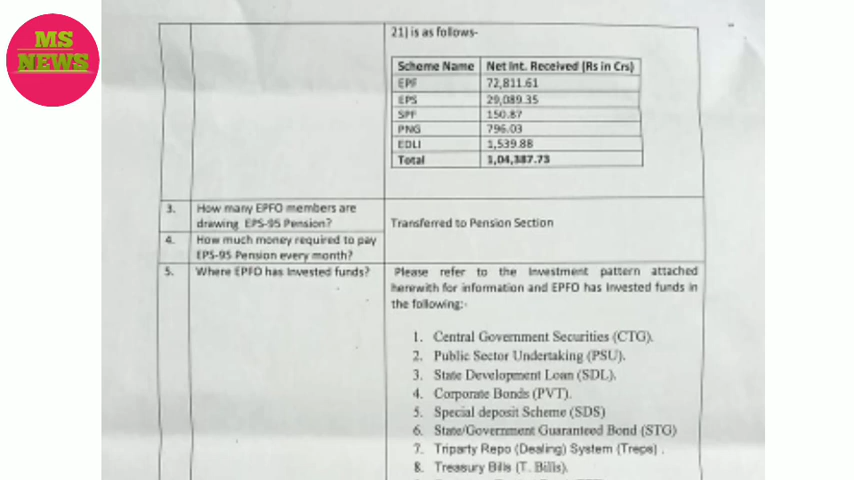 MS
NEWS
21) is as follows-
Scheme Name Net Int. Received (Rs in Crs)
EPF 72,811.61
EPS 29,089.35
SPF 150.87
PNG 796.03
EDLI 1,539.88
Total 1,04,387.73
3. How many EPFO members are
drawing EPS-95 Pension?
Transferred to Pension Section
4. How much money required to pay
EPS-95 Pension every month?
5. Where EPFO has Invested funds?
Please refer to the Investment pattern attached
herewith for information and EPFO has Invested funds in
the following:-
1. Central Government Securities (CTG).
2. Public Sector Undertaking (PSU).
3. State Development Loan (SDL).
4. Corporate Bonds (PVT).
5. Special deposit Scheme (SDS)
6. State/Government Guaranteed Bond (STG)
7. Triparty Repo (Dealing) System (Treps) .
8. Treasury Bills (T. Bills).